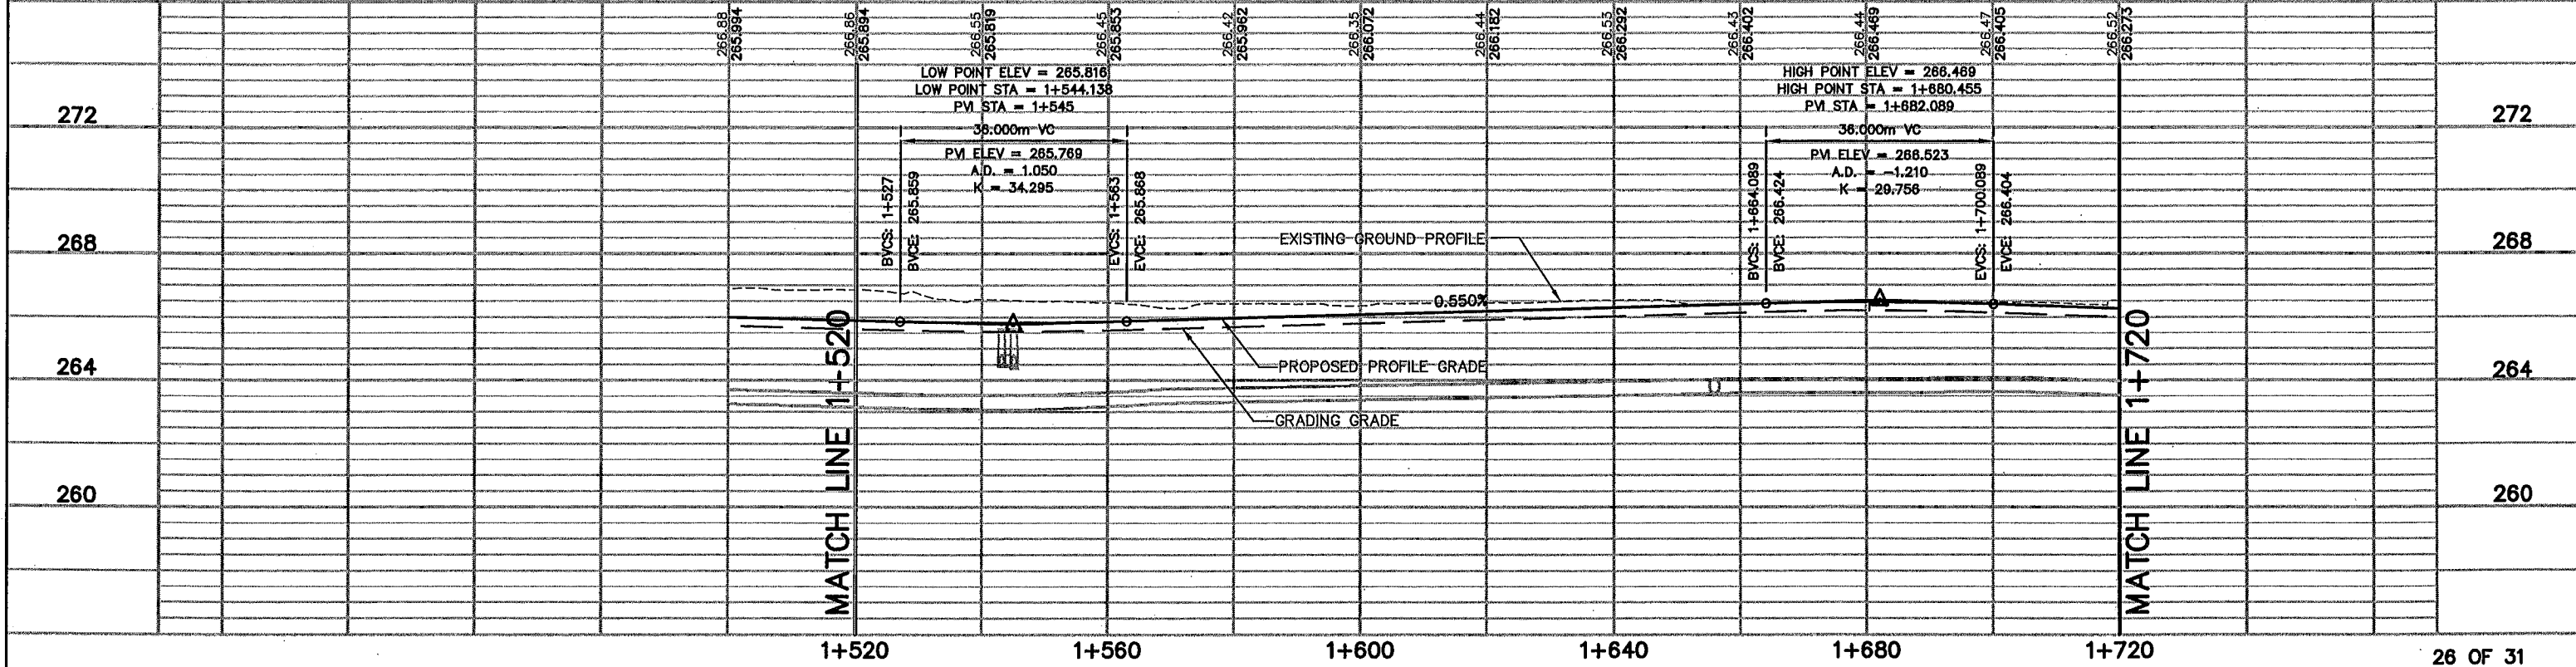 266.88
265.994
266.86
265.894
266.55
265.819
266.45
265.853
266.42
265.962
266.35
266.072
266.44
266.182
266.53
266.292
266.43
266.402
266.44
266.469
266.47
266.405
266.52
266.273
LOW POINT ELEV = 265.816
LOW POINT STA = 1+544.138
PVI STA = 1+545
36.000m VC
PVI ELEV = 265.769
A.D. = 1.050
K = 34.295
BVCS: 1+527
BVCE: 265.859
EVCS: 1+563
EVCE: 265.868
HIGH POINT ELEV = 266.469
HIGH POINT STA = 1+680.455
PVI STA = 1+682.089
36.000m VC
PVI ELEV = 266.523
A.D. = -1.210
K = 29.756
BVCS: 1+664.089
BVCE: 266.424
EVCS: 1+700.089
EVCE: 266.404
272
272
268
268
264
264
260
260
EXISTING GROUND PROFILE
0.550%
PROPOSED PROFILE GRADE
GRADING GRADE
MATCH LINE 1+520
MATCH LINE 1+720
1+520
1+560
1+600
1+640
1+680
1+720
26 OF 31